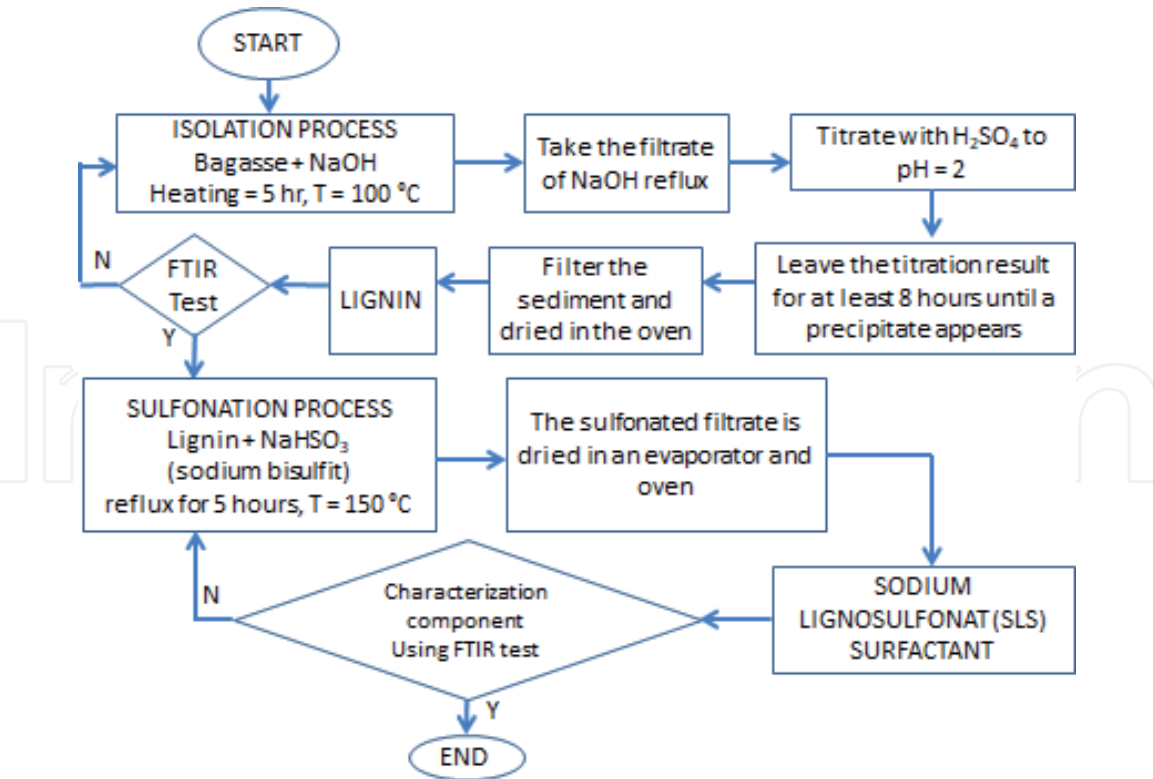 START
ISOLATION PROCESS
Bagasse + NaOH
Heating = 5 hr, T = 100 ⁰C
Take the filtrate
of NaOH reflux
Titrate with H₂SO₄ to
pH = 2
Leave the titration result
for at least 8 hours until a
precipitate appears
Filter the
sediment and
dried in the oven
LIGNIN
FTIR
Test
N
Y
SULFONATION PROCESS
Lignin + NaHSO₃
(sodium bisulfit)
reflux for 5 hours, T = 150 ⁰C
The sulfonated filtrate is
dried in an evaporator and
oven
SODIUM
LIGNOSULFONAT (SLS)
SURFACTANT
Characterization
component
Using FTIR test
N
Y
END